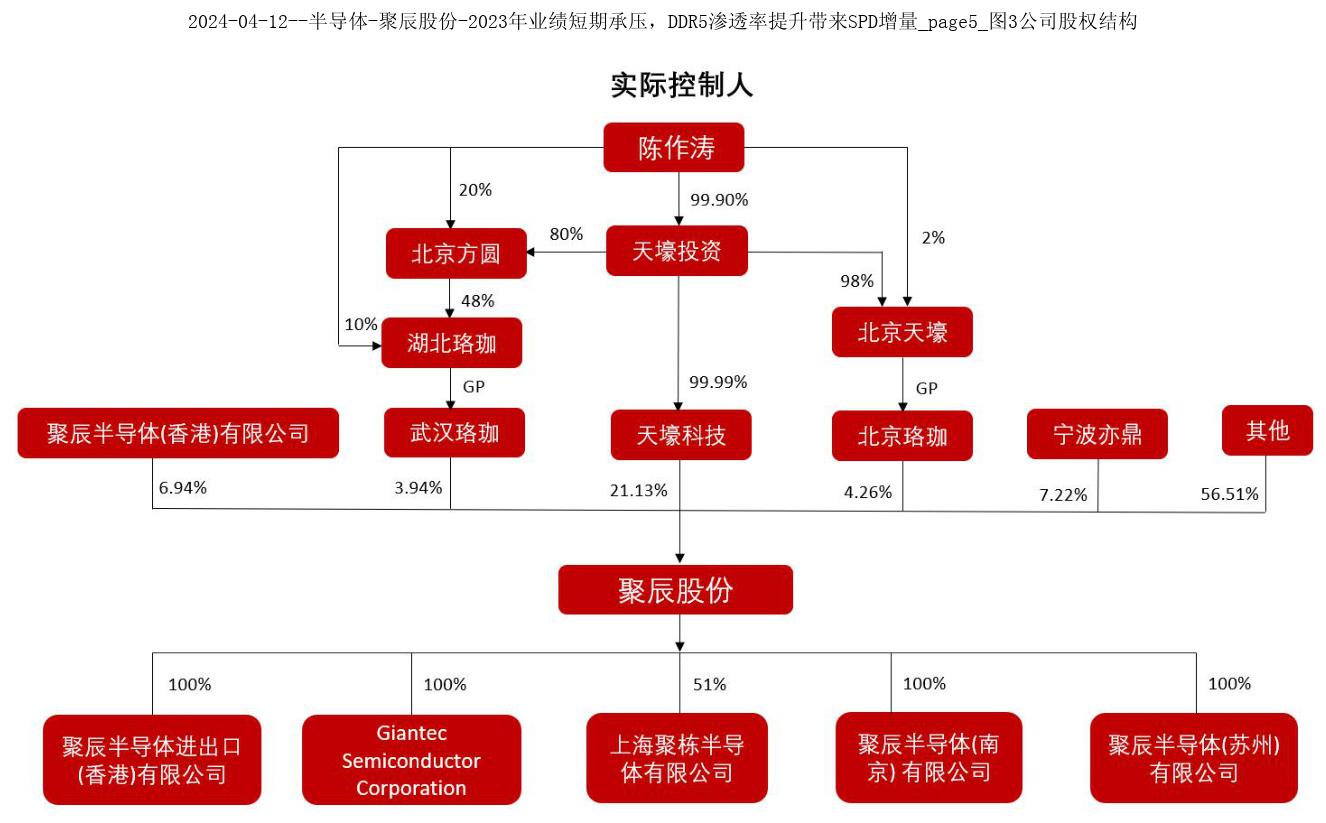 2024-04-12--半导体-聚辰股份-2023年业绩短期承压，DDR5渗透率提升带来SPD增量_page5_图3公司股权结构
实际控制人
陈作涛
20%
99.90%
2%
北京方圆
80%
天壕投资
48%
98%
10%
湖北珞珈
北京天壕
GP
99.99%
GP
聚辰半导体(香港)有限公司
武汉珞珈
天壕科技
北京珞珈
宁波亦鼎
其他
6.94%
3.94%
21.13%
4.26%
7.22%
56.51%
聚辰股份
100%
100%
51%
100%
100%
聚辰半导体进出口
(香港)有限公司
Giantec
Semiconductor
Corporation
上海聚栋半导
体有限公司
聚辰半导体(南
京) 有限公司
聚辰半导体(苏州)
有限公司